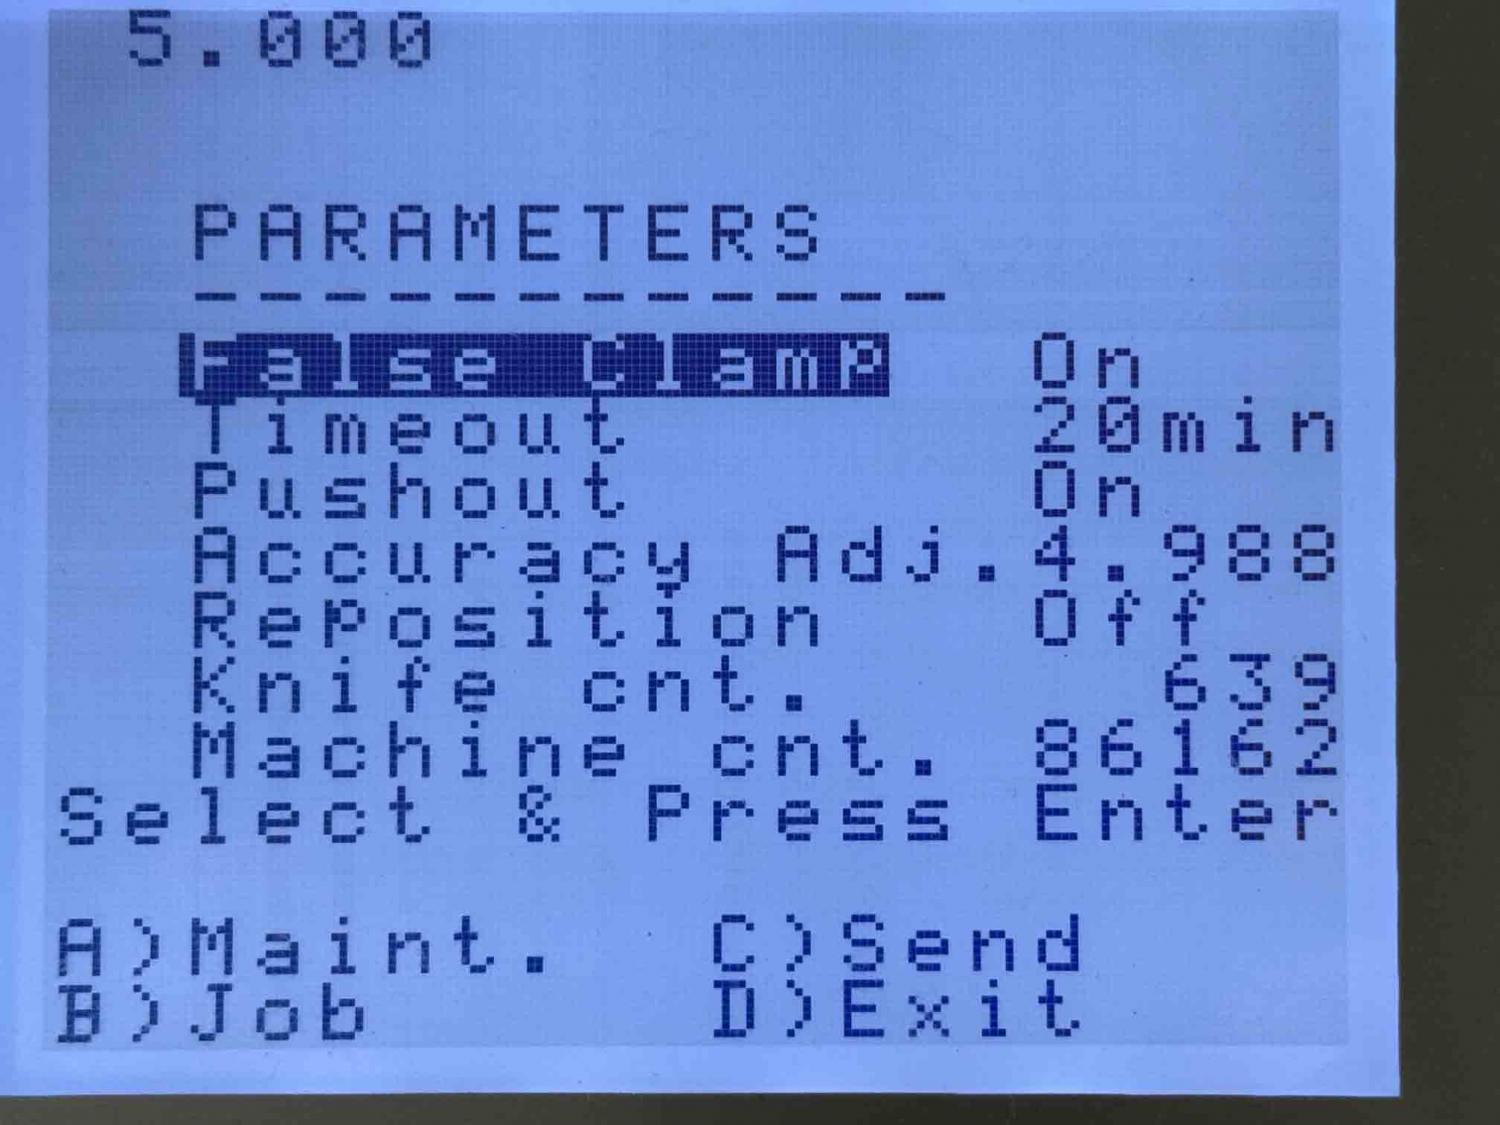 5.000
PARAMETERS
------------
False Clamp On
Timeout 20min
Pushout On
Accuracy Adj.4.988
Reposition Off
Knife cnt. 639
Machine cnt. 86162
Select & Press Enter
A)Maint. C)Send
B)Job D)Exit